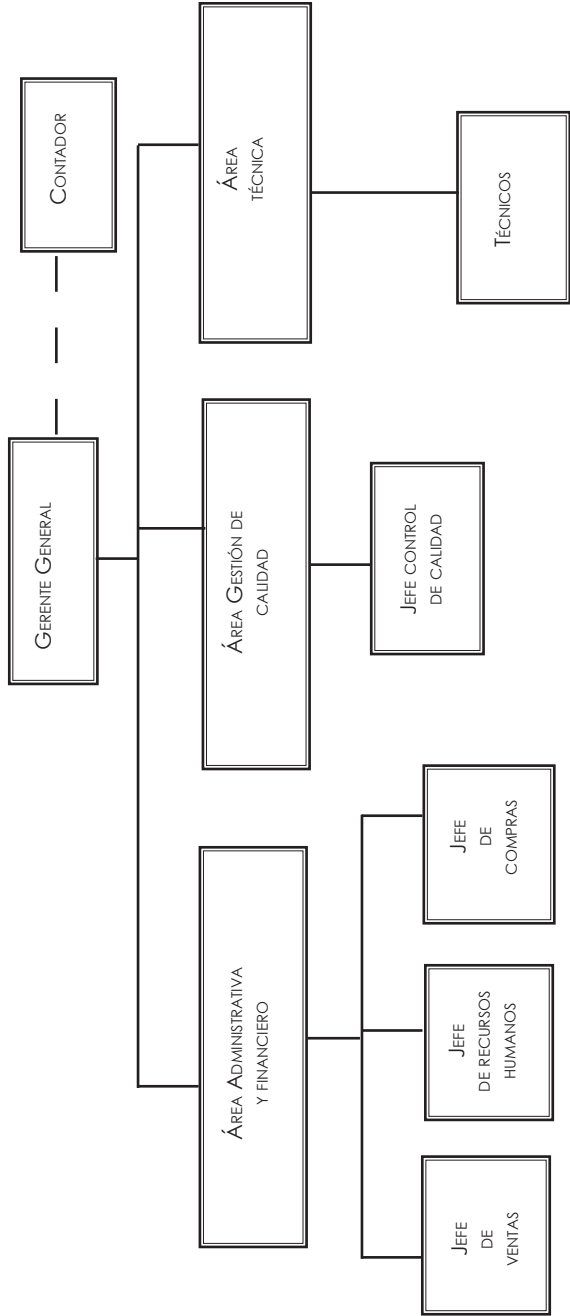 Gerente General
Contador
Área Administrativa
y financiero
Área Gestión de
calidad
Área
técnica
Jefe
de
ventas
Jefe
de recursos
humanos
Jefe
de
compras
Jefe control
de calidad
Técnicos